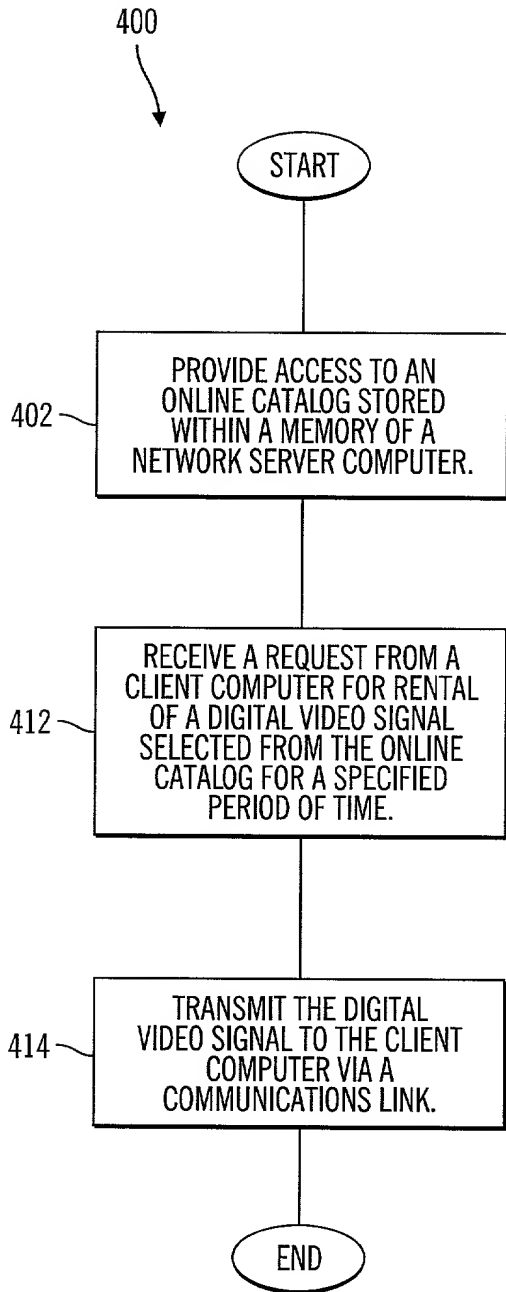 400
START
402
PROVIDE ACCESS TO AN
ONLINE CATALOG STORED
WITHIN A MEMORY OF A
NETWORK SERVER COMPUTER.
412
RECEIVE A REQUEST FROM A
CLIENT COMPUTER FOR RENTAL
OF A DIGITAL VIDEO SIGNAL
SELECTED FROM THE ONLINE
CATALOG FOR A SPECIFIED
PERIOD OF TIME.
414
TRANSMIT THE DIGITAL
VIDEO SIGNAL TO THE CLIENT
COMPUTER VIA A
COMMUNICATIONS LINK.
END